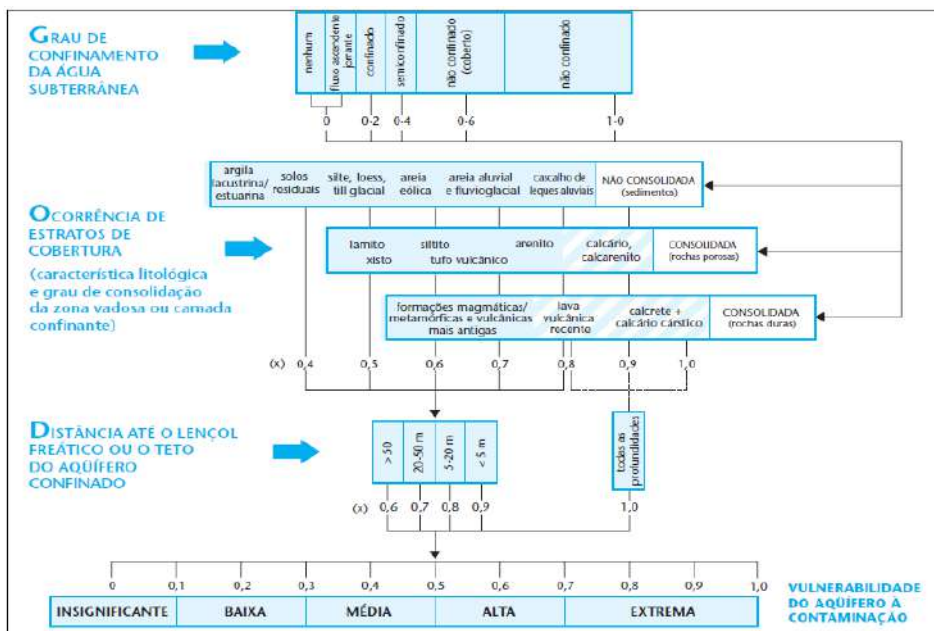 GRAU DE
CONFINAMENTO
DA ÁGUA
SUBTERRÂNEA
nenhum
fluxo ascendente
jorrante
confinado
semiconfinado
não confinado
(coberto)
não confinado
0
0-2
0-4
0-6
1-0
OCORRÊNCIA DE
ESTRATOS DE
COBERTURA
(característica litológica
e grau de consolidação
da zona vadosa ou camada
confinante)
argila
lacustrina/
estuarina
solos
residuais
silte, loess,
till glacial
areia
eólica
areia aluvial
e fluvioglacial
cascalho de
leques aluviais
NÃO CONSOLIDADA
(sedimentos)
lamito
xisto
siltito
tufo vulcânico
arenito
calcário,
calcarenito
CONSOLIDADA
(rochas porosas)
formações magmáticas/
metamórficas e vulcânicas
mais antigas
lava
vulcânica
recente
calcrete +
calcário cárstico
CONSOLIDADA
(rochas duras)
(x) 0,4 0,5 0,6 0,7 0,8 0,9 1,0
DISTÂNCIA ATÉ O LENÇOL
FREÁTICO OU O TETO
DO AQÜÍFERO
CONFINADO
> 50
20-50 m
5-20 m
< 5 m
todas as
profundidades
(x) 0,6 0,7 0,8 0,9 1,0
0 0,1 0,2 0,3 0,4 0,5 0,6 0,7 0,8 0,9 1,0
INSIGNIFICANTE BAIXA MÉDIA ALTA EXTREMA
VULNERABILIDADE
DO AQÜÍFERO À
CONTAMINAÇÃO